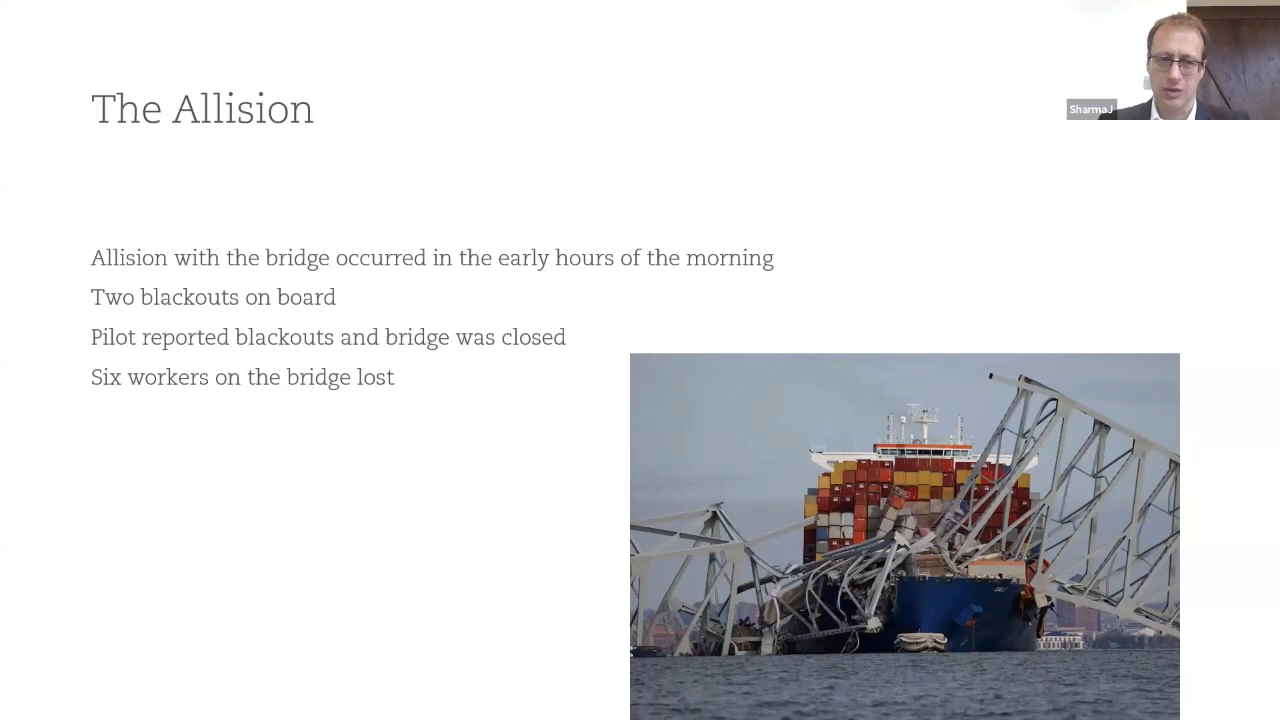 The Allision
SharmaJ
Allision with the bridge occurred in the early hours of the morning
Two blackouts on board
Pilot reported blackouts and bridge was closed
Six workers on the bridge lost
DALI